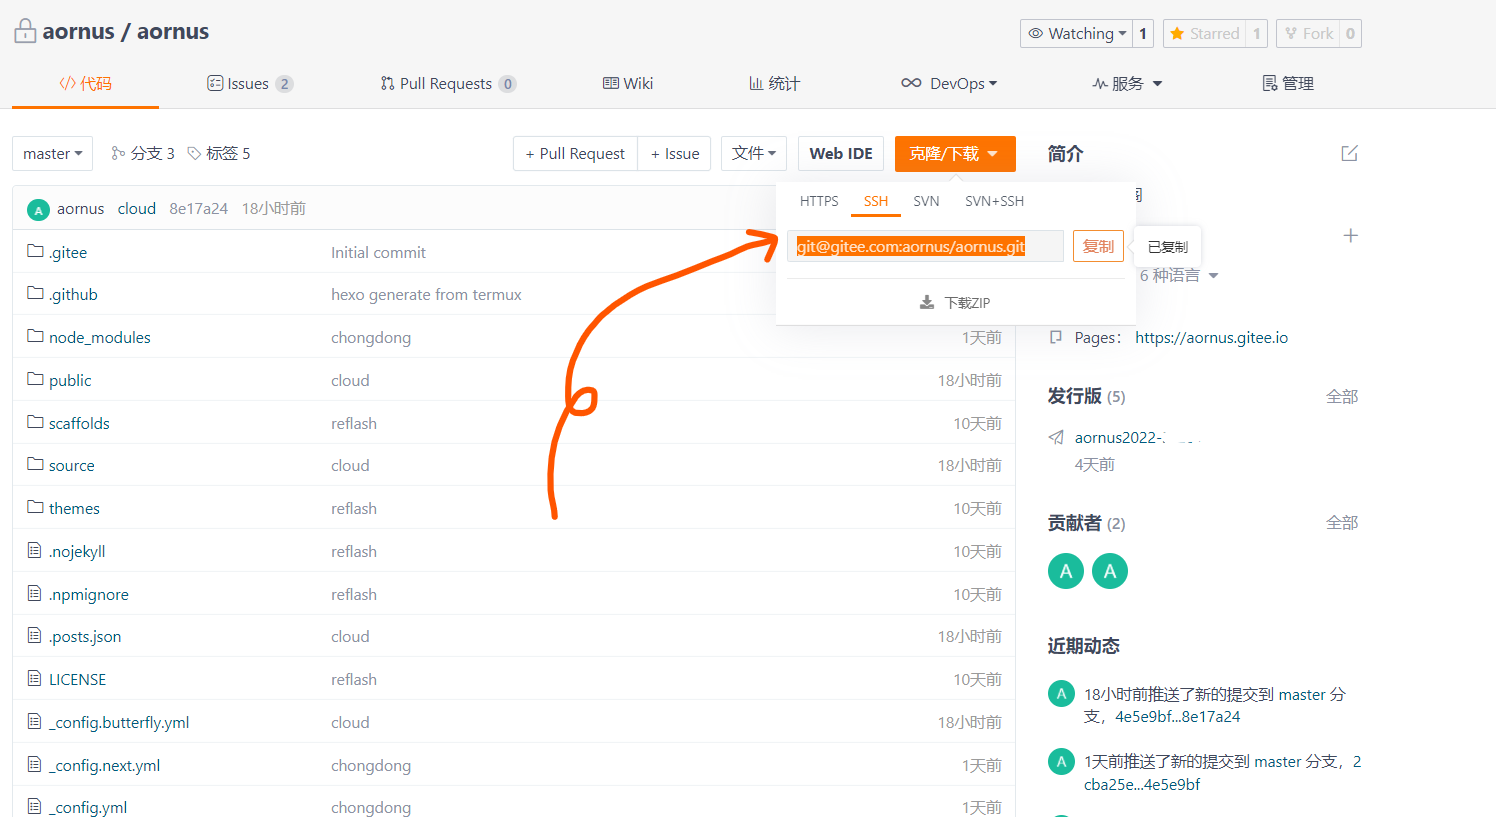 aornus / aornus
Watching 1
Starred 1
Fork 0
代码
Issues 2
Pull Requests 0
Wiki
统计
DevOps
服务
管理
master
分支 3
标签 5
+ Pull Request
+ Issue
文件
Web IDE
克隆/下载
HTTPS SSH SVN SVN+SSH
git@gitee.com:aornus/aornus.git
复制
已复制
下载ZIP
aornus cloud 8e17a24 18小时前
.gitee Initial commit
.github hexo generate from termux
node_modules chongdong 1天前
public cloud 18小时前
scaffolds reflash 10天前
source cloud 18小时前
themes reflash 10天前
.nojekyll reflash 10天前
.npmignore reflash 10天前
.posts.json cloud 18小时前
LICENSE reflash 10天前
_config.butterfly.yml cloud 18小时前
_config.next.yml chongdong 1天前
_config.yml chongdong 1天前
简介
6 种语言
Pages: https://aornus.gitee.io
发行版 (5) 全部
aornus2022-
4天前
贡献者 (2) 全部
A A
近期动态
A 18小时前推送了新的提交到 master 分
支，4e5e9bf...8e17a24
A 1天前推送了新的提交到 master 分支，2
cba25e...4e5e9bf